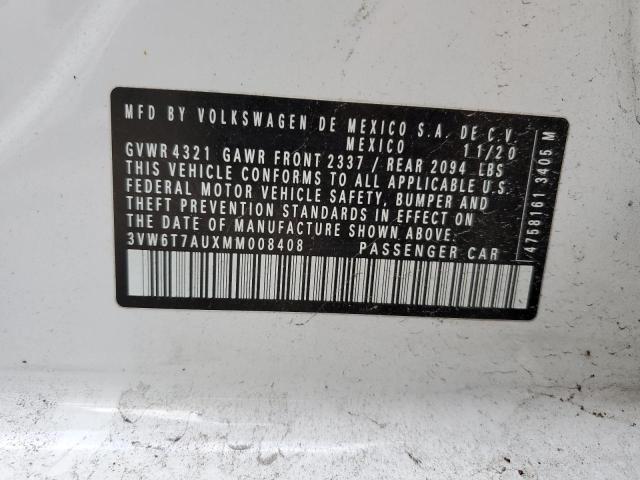 MFD BY VOLKSWAGEN DE MEXICO S.A. DE C.V.
MEXICO 11/20
GVWR 4321 GAWR FRONT 2337 / REAR 2094 LBS
THIS VEHICLE CONFORMS TO ALL APPLICABLE U.S.
FEDERAL MOTOR VEHICLE SAFETY, BUMPER AND
THEFT PREVENTION STANDARDS IN EFFECT ON
THE DATE OF MANUFACTURE SHOWN ABOVE.
3VW6T7AUXMM008408 PASSENGER CAR
4758161 3405 M